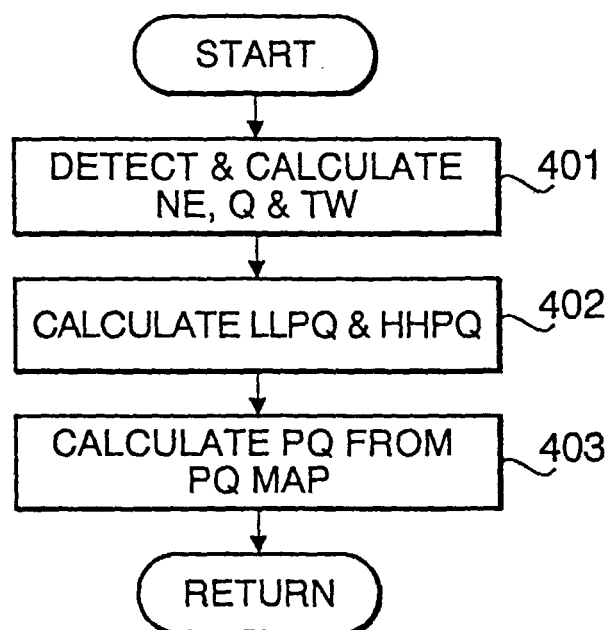 START
DETECT & CALCULATE
NE, Q & TW
401
CALCULATE LLPQ & HHPQ
402
CALCULATE PQ FROM
PQ MAP
403
RETURN